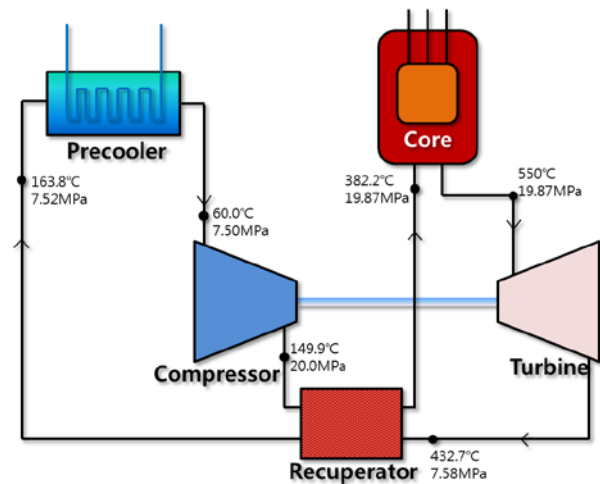 Precooler
Core
163.8℃
7.52MPa
60.0℃
7.50MPa
382.2℃
19.87MPa
550℃
19.87MPa
149.9℃
20.0MPa
Compressor
Turbine
Recuperator
432.7℃
7.58MPa